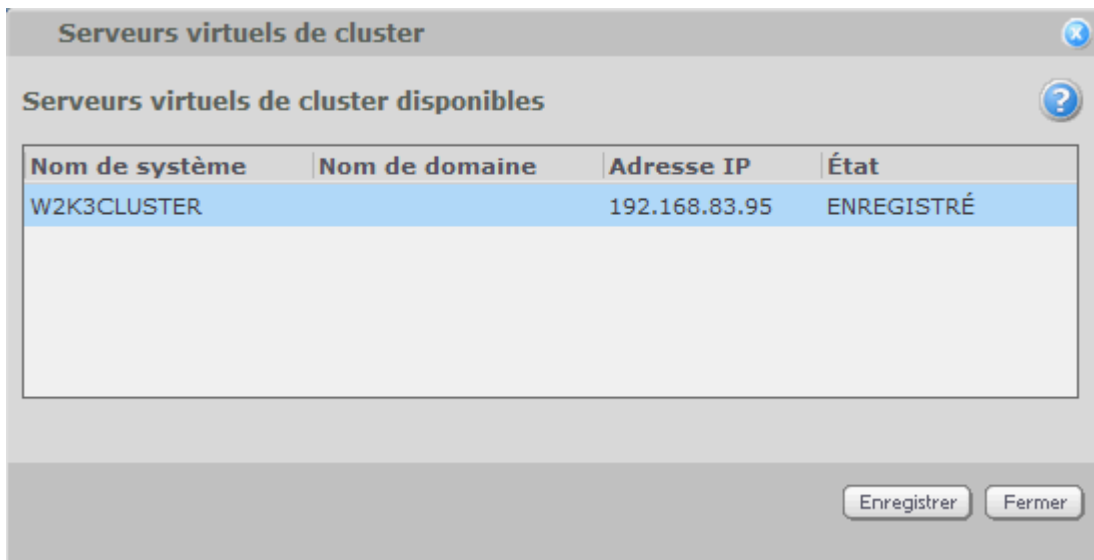 Serveurs virtuels de cluster
Serveurs virtuels de cluster disponibles
Nom de système Nom de domaine Adresse IP État
W2K3CLUSTER 192.168.83.95 ENREGISTRÉ
Enregistrer Fermer